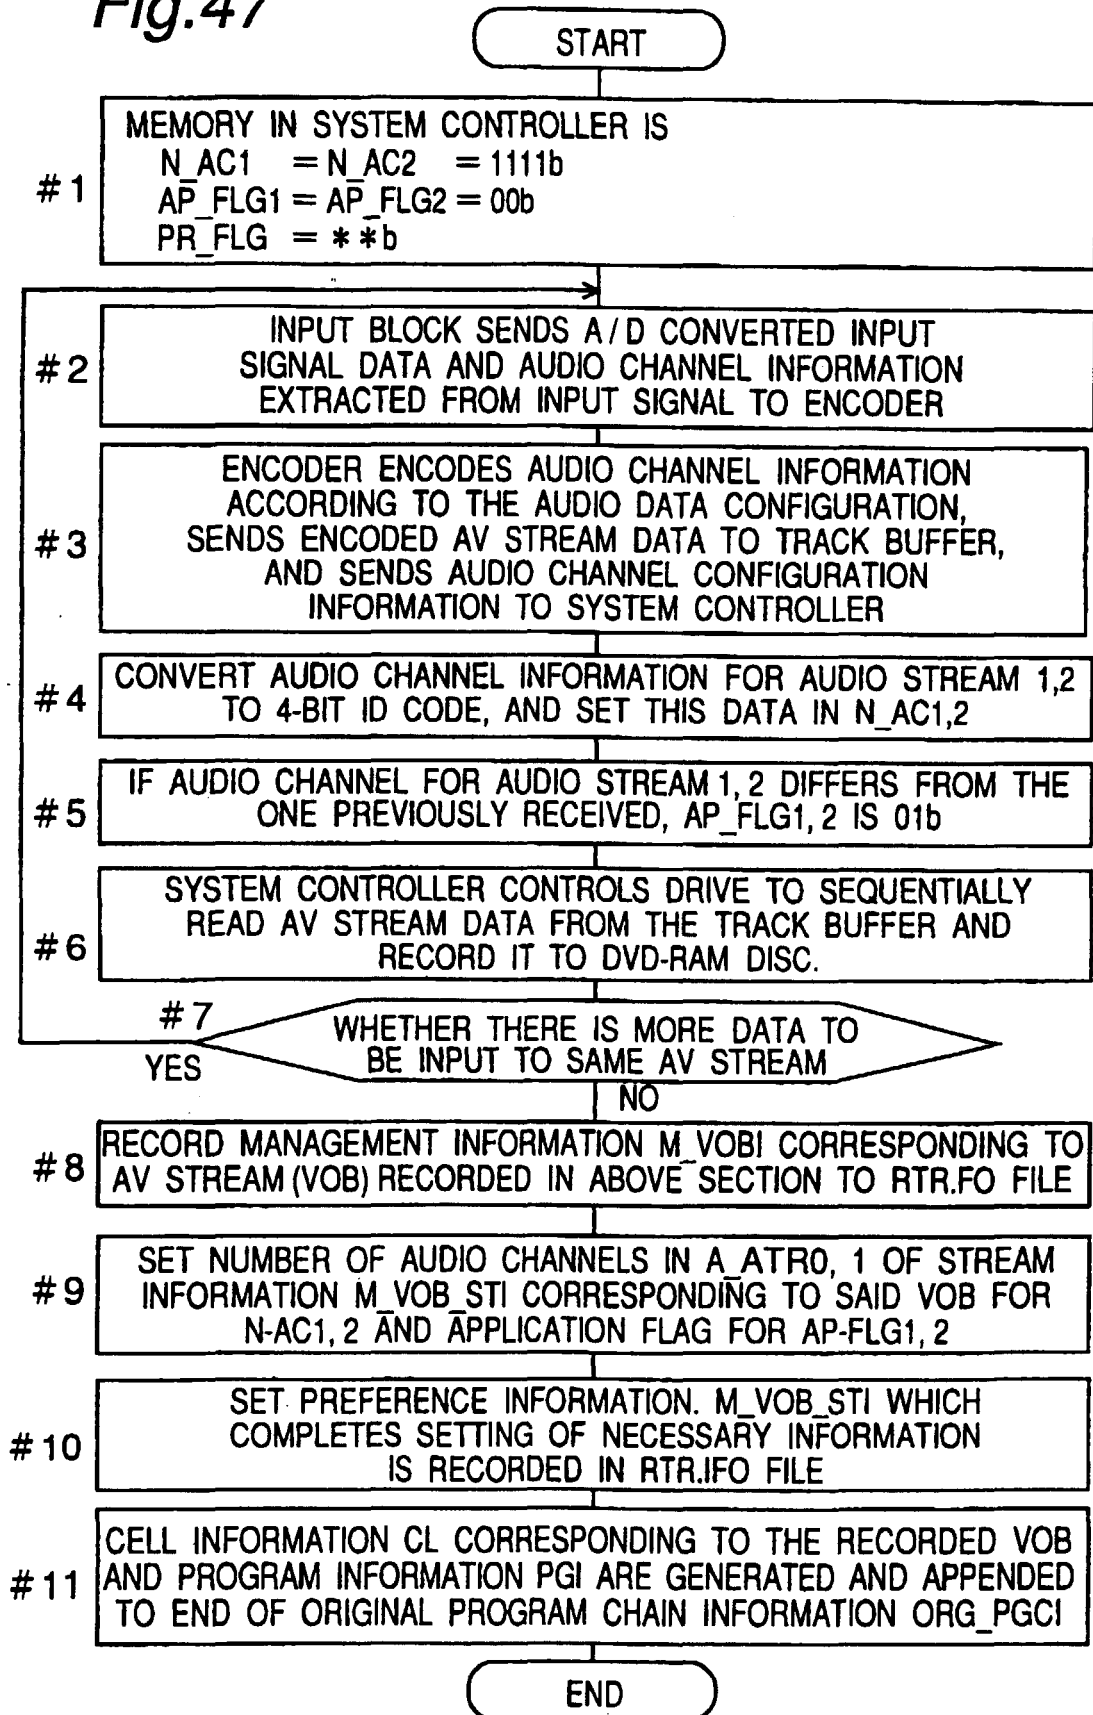 Fig.47
START
#1
MEMORY IN SYSTEM CONTROLLER IS
N_AC1 = N_AC2 = 1111b
AP_FLG1 = AP_FLG2 = 00b
PR_FLG = **b
#2
INPUT BLOCK SENDS A/D CONVERTED INPUT
SIGNAL DATA AND AUDIO CHANNEL INFORMATION
EXTRACTED FROM INPUT SIGNAL TO ENCODER
#3
ENCODER ENCODES AUDIO CHANNEL INFORMATION
ACCORDING TO THE AUDIO DATA CONFIGURATION,
SENDS ENCODED AV STREAM DATA TO TRACK BUFFER,
AND SENDS AUDIO CHANNEL CONFIGURATION
INFORMATION TO SYSTEM CONTROLLER
#4
CONVERT AUDIO CHANNEL INFORMATION FOR AUDIO STREAM 1,2
TO 4-BIT ID CODE, AND SET THIS DATA IN N_AC1,2
#5
IF AUDIO CHANNEL FOR AUDIO STREAM 1, 2 DIFFERS FROM THE
ONE PREVIOUSLY RECEIVED, AP_FLG1, 2 IS 01b
#6
SYSTEM CONTROLLER CONTROLS DRIVE TO SEQUENTIALLY
READ AV STREAM DATA FROM THE TRACK BUFFER AND
RECORD IT TO DVD-RAM DISC.
#7
WHETHER THERE IS MORE DATA TO
BE INPUT TO SAME AV STREAM
YES
NO
#8
RECORD MANAGEMENT INFORMATION M_VOBI CORRESPONDING TO
AV STREAM (VOB) RECORDED IN ABOVE SECTION TO RTR.FO FILE
#9
SET NUMBER OF AUDIO CHANNELS IN A_ATR0, 1 OF STREAM
INFORMATION M_VOB_STI CORRESPONDING TO SAID VOB FOR
N-AC1, 2 AND APPLICATION FLAG FOR AP-FLG1, 2
#10
SET PREFERENCE INFORMATION. M_VOB_STI WHICH
COMPLETES SETTING OF NECESSARY INFORMATION
IS RECORDED IN RTR.IFO FILE
#11
CELL INFORMATION CL CORRESPONDING TO THE RECORDED VOB
AND PROGRAM INFORMATION PGI ARE GENERATED AND APPENDED
TO END OF ORIGINAL PROGRAM CHAIN INFORMATION ORG_PGCI
END